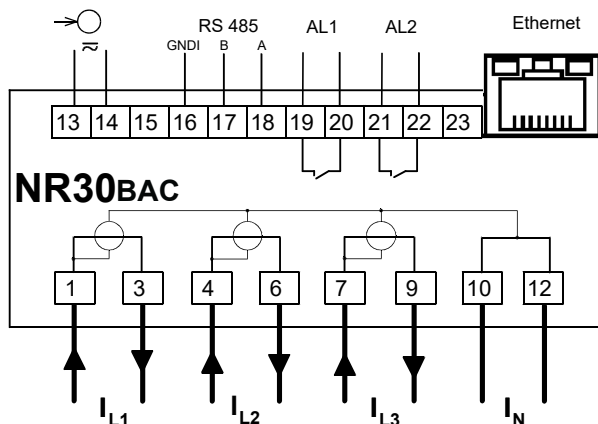 RS 485 AL1 AL2 Ethernet
GNDI B A
13 14 15 16 17 18 19 20 21 22 23
NR30BAC
1 3 4 6 7 9 10 12
IL1 IL2 IL3 IN